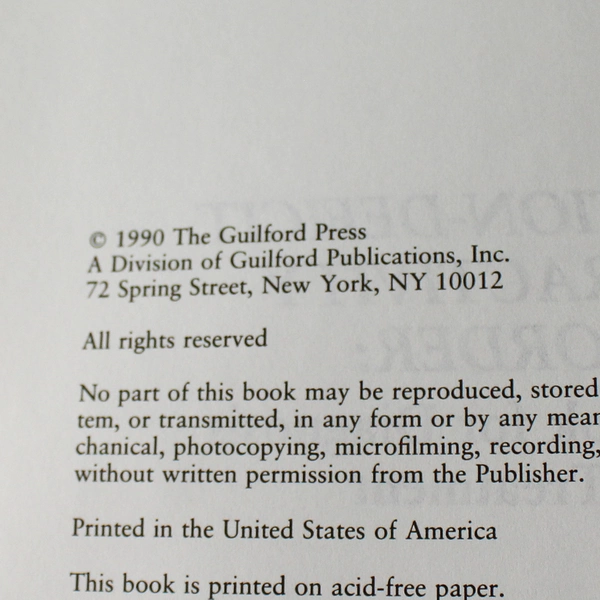 © 1990 The Guilford Press
A Division of Guilford Publications, Inc.
72 Spring Street, New York, NY 10012
All rights reserved
No part of this book may be reproduced, stored
tem, or transmitted, in any form or by any mean
chanical, photocopying, microfilming, recording,
without written permission from the Publisher.
Printed in the United States of America
This book is printed on acid-free paper.